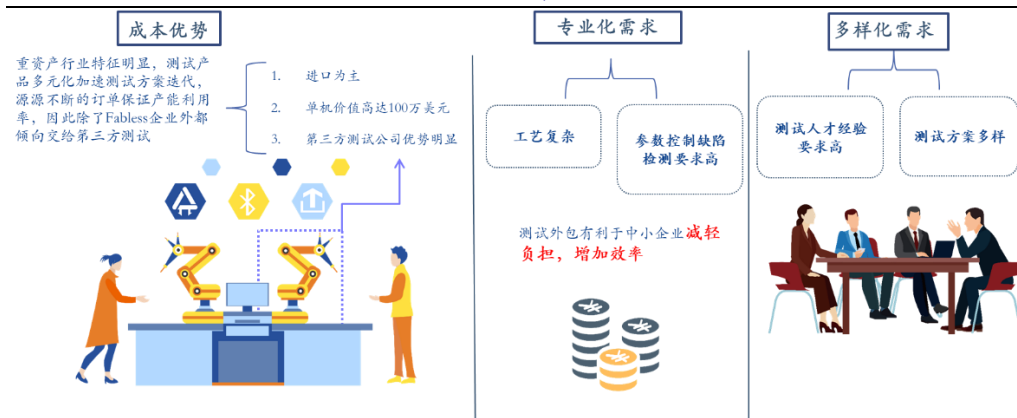 成本优势
重资产行业特征明显，测试产
品多元化加速测试方案迭代，
源源不断的订单保证产能利用
率，因此除了Fabless企业外都
倾向交给第三方测试
1. 进口为主
2. 单机价值高达100万美元
3. 第三方测试公司优势明显
专业化需求
工艺复杂
参数控制缺陷
检测要求高
测试外包有利于中小企业减轻
负担，增加效率
多样化需求
测试人才经验
要求高
测试方案多样